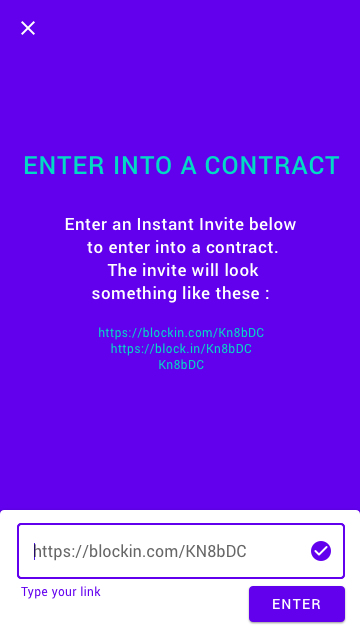 ENTER INTO A CONTRACT
Enter an Instant Invite below
to enter into a contract.
The invite will look
something like these :
https://blockin.com/Kn8bDC
https://block.in/Kn8bDC
Kn8bDC
https://blockin.com/KN8bDC
Type your link
ENTER